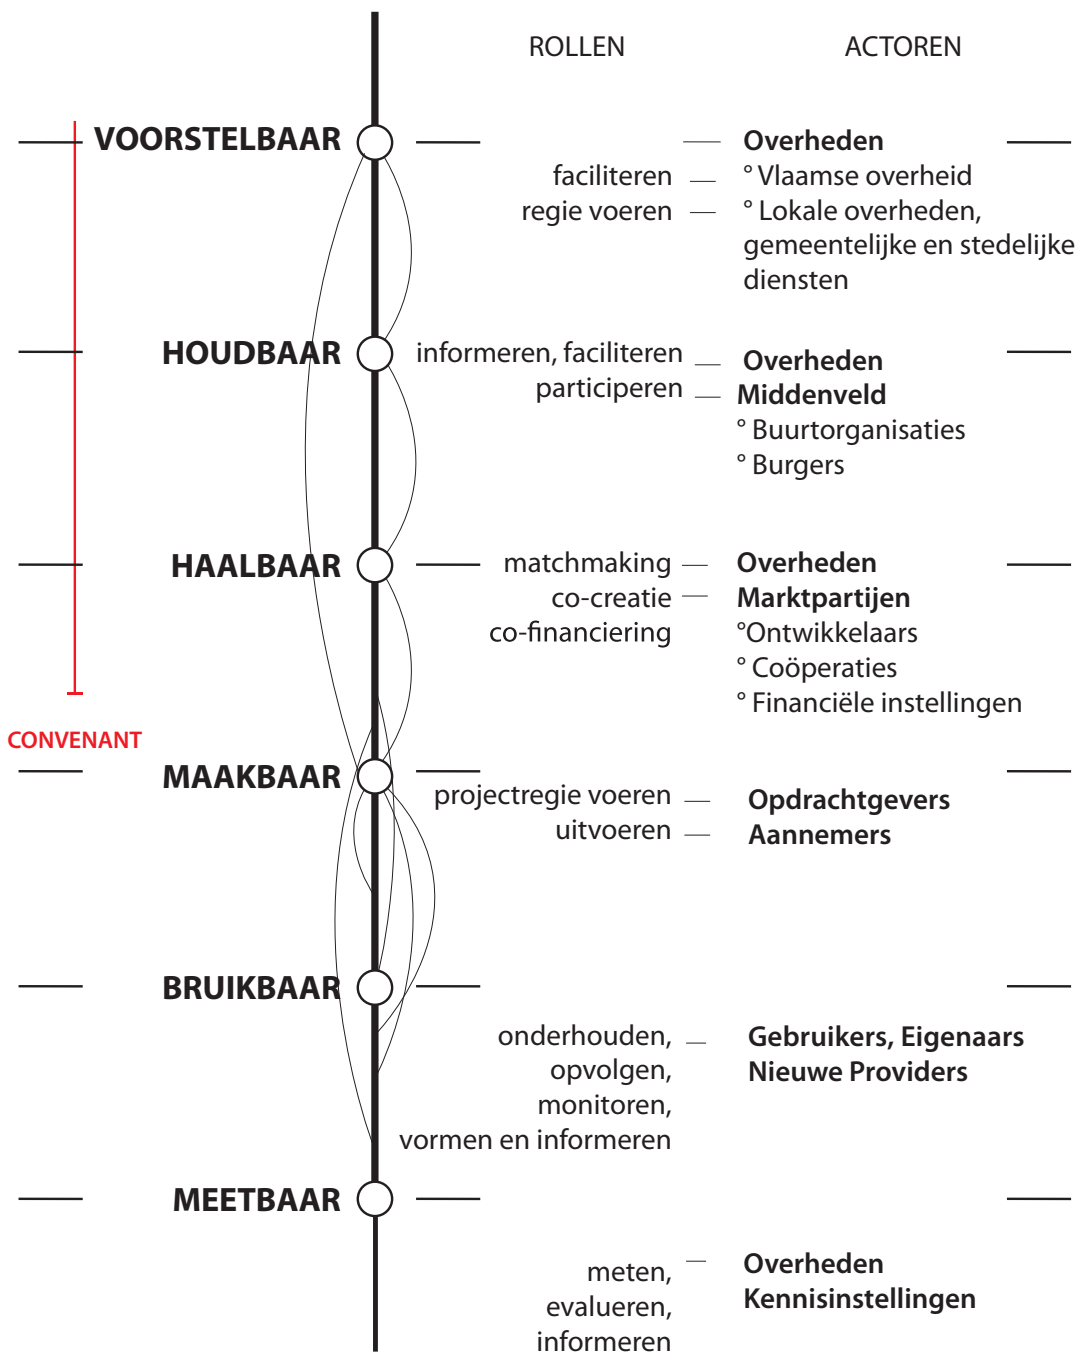 ROLLEN
ACTOREN
VOORSTELBAAR
Overheden
faciliteren
° Vlaamse overheid
regie voeren
° Lokale overheden,
gemeentelijke en stedelijke
diensten
HOUDBAAR
informeren, faciliteren
Overheden
participeren
Middenveld
° Buurtorganisaties
° Burgers
HAALBAAR
matchmaking
Overheden
co-creatie
Marktpartijen
co-financiering
°Ontwikkelaars
° Coöperaties
° Financiële instellingen
CONVENANT
MAAKBAAR
projectregie voeren
Opdrachtgevers
uitvoeren
Aannemers
BRUIKBAAR
onderhouden,
Gebruikers, Eigenaars
opvolgen,
Nieuwe Providers
monitoren,
vormen en informeren
MEETBAAR
meten,
Overheden
evalueren,
Kennisinstellingen
informeren